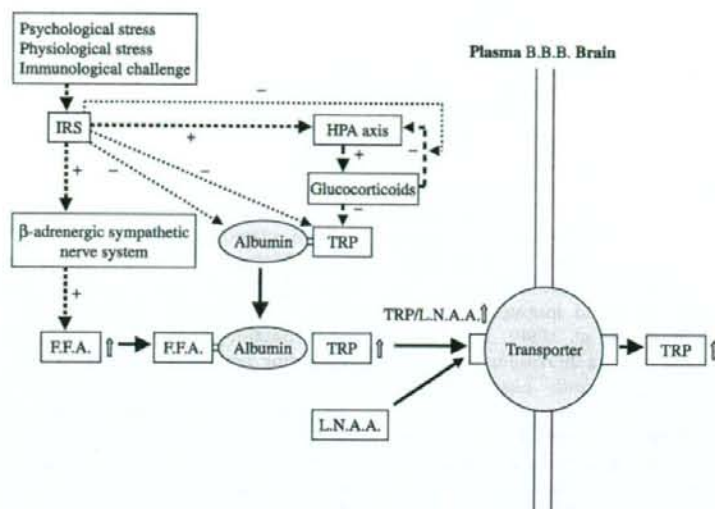 Psychological stress
Physiological stress
Immunological challenge
Plasma B.B.B. Brain
−
IRS
+
HPA axis
+
−
−
+
−
Glucocorticoids
−
β-adrenergic sympathetic
nerve system
Albumin
TRP
+
TRP/L.N.A.A.⇧
F.F.A. ⇧
F.F.A.
Albumin
TRP ⇧
Transporter
TRP ⇧
L.N.A.A.